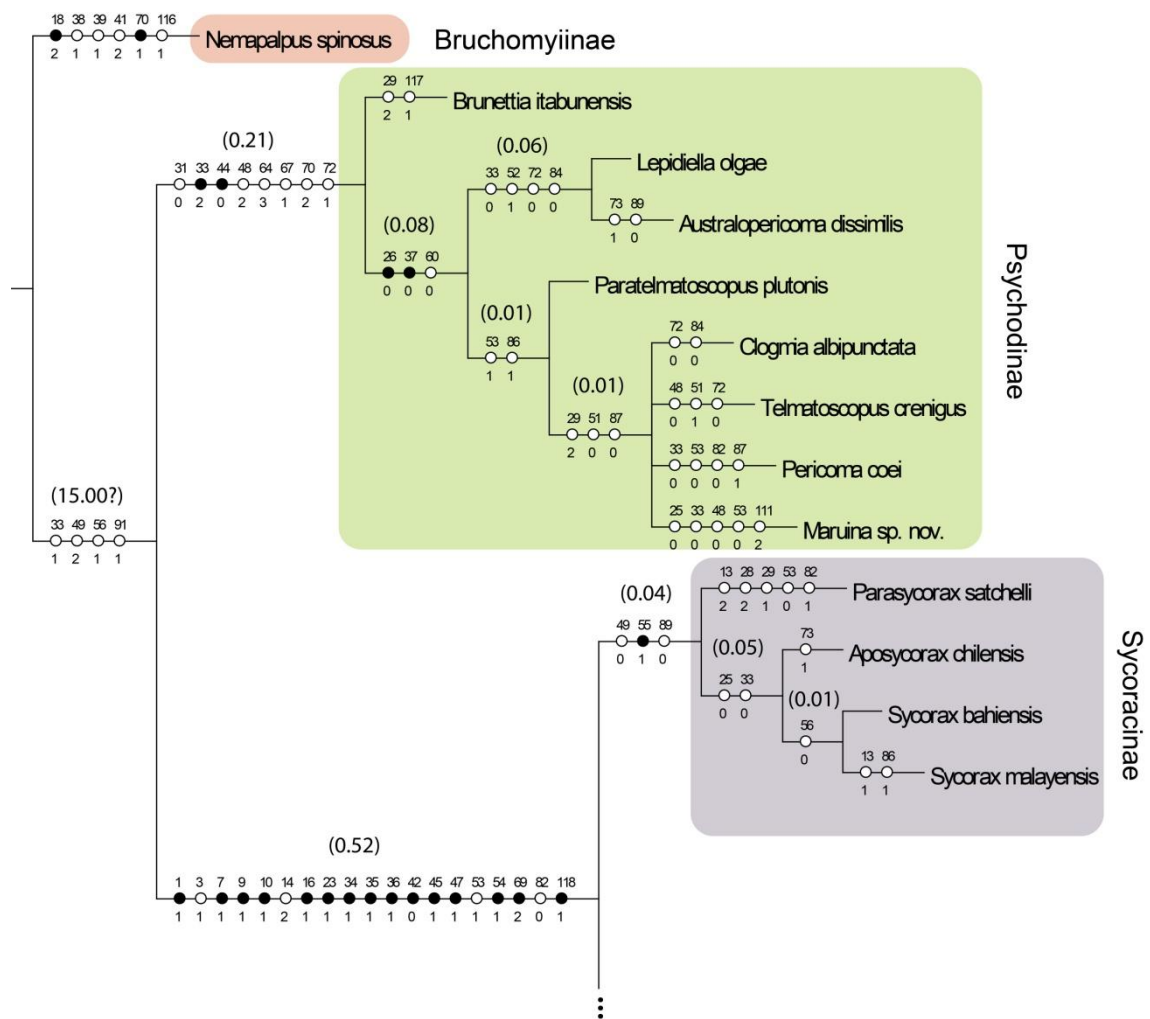 18 38 39 41 70 116
2 1 1 2 1 1
Nemapalpus spinosus
Bruchomyiinae
29 117
2 1
Brunettia itabunensis
(0.21)
31 33 44 48 64 67 70 72
0 2 0 2 3 1 2 1
(0.06)
33 52 72 84
0 1 0 0
Lepidiella olgae
73 89
1 0
Australopericoma dissimilis
(0.08)
26 37 60
0 0 0
Paratelmatoscopus plutonis
(0.01)
53 86
1 1
72 84
0 0
Clogmia albipunctata
(0.01)
29 51 87
2 0 0
48 51 72
0 1 0
Telmatoscopus crenigus
33 53 82 87
0 0 0 1
Pericoma coei
25 33 48 53 111
0 0 0 0 2
Maruina sp. nov.
Psychodinae
(15.00?)
33 49 56 91
1 2 1 1
13 28 29 53 82
2 2 1 0 1
Parasycorax satchelli
(0.04)
49 55 89
0 1 0
73
1
Aposycorax chilensis
(0.05)
25 33
0 0
(0.01)
56
0
Sycorax bahiensis
13 86
1 1
Sycorax malayensis
Sycoracinae
(0.52)
1 3 7 9 10 14 16 23 34 35 36 42 45 47 53 54 69 82 118
1 1 1 1 1 2 1 1 1 1 1 0 1 1 1 1 2 0 1